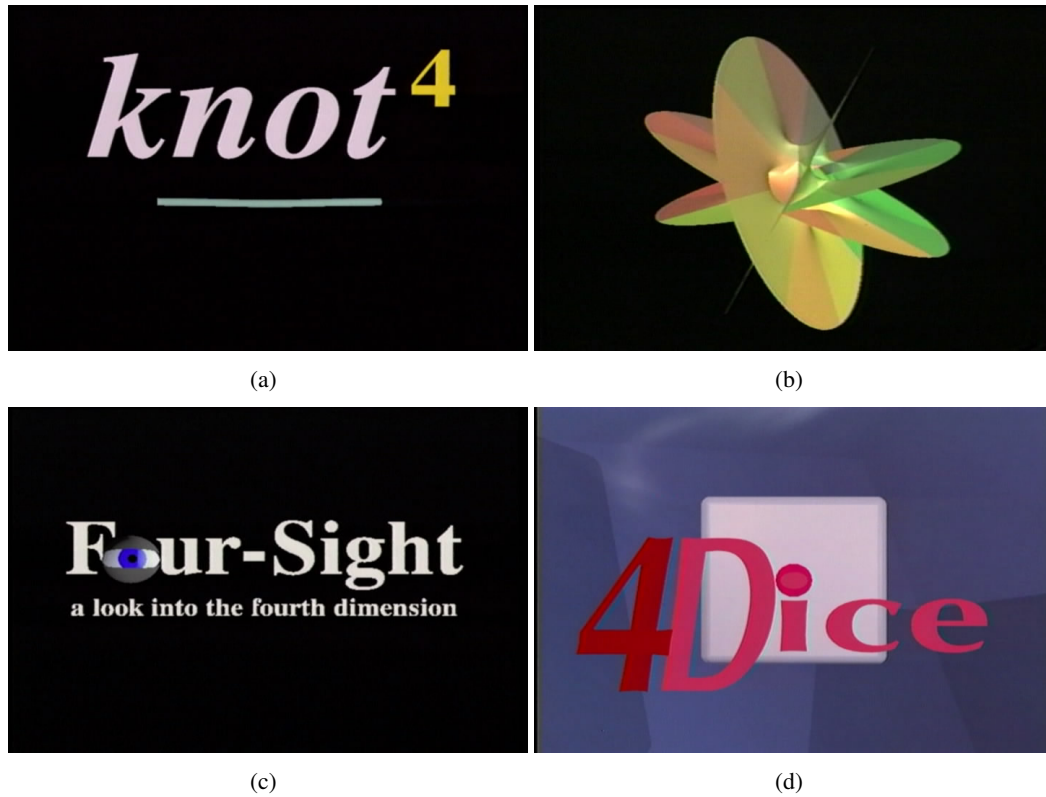 knot⁴
(a)
(b)
Four-Sight
a look into the fourth dimension
(c)
4Dice
(d)